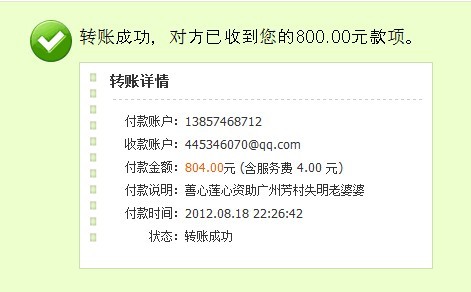 转账成功，对方已收到您的800.00元款项。
转账详情
付款账户：13857468712
收款账户：445346070@qq.com
付款金额：804.00元 (含服务费 4.00 元)
付款说明：善心莲心资助广州芳村失明老婆婆
付款时间：2012.08.18 22:26:42
状态：转账成功